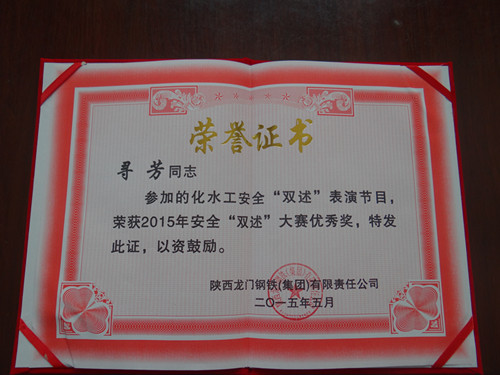 荣誉证书
寻芳同志
参加的化水工安全“双述”表演节目，
荣获2015年安全“双述”大赛优秀奖，特发
此证，以资鼓励。
陕西龙门钢铁(集团)有限责任公司
二〇一五年五月